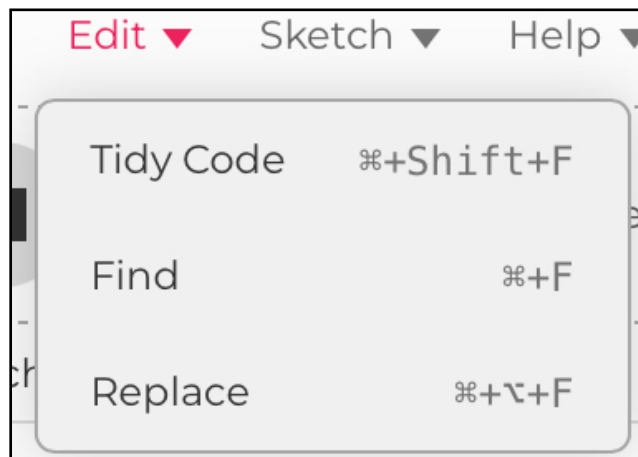 Edit ▼ Sketch ▼ Help ▼
Tidy Code ⌘+Shift+F
Find ⌘+F
Replace ⌘+⌥+F